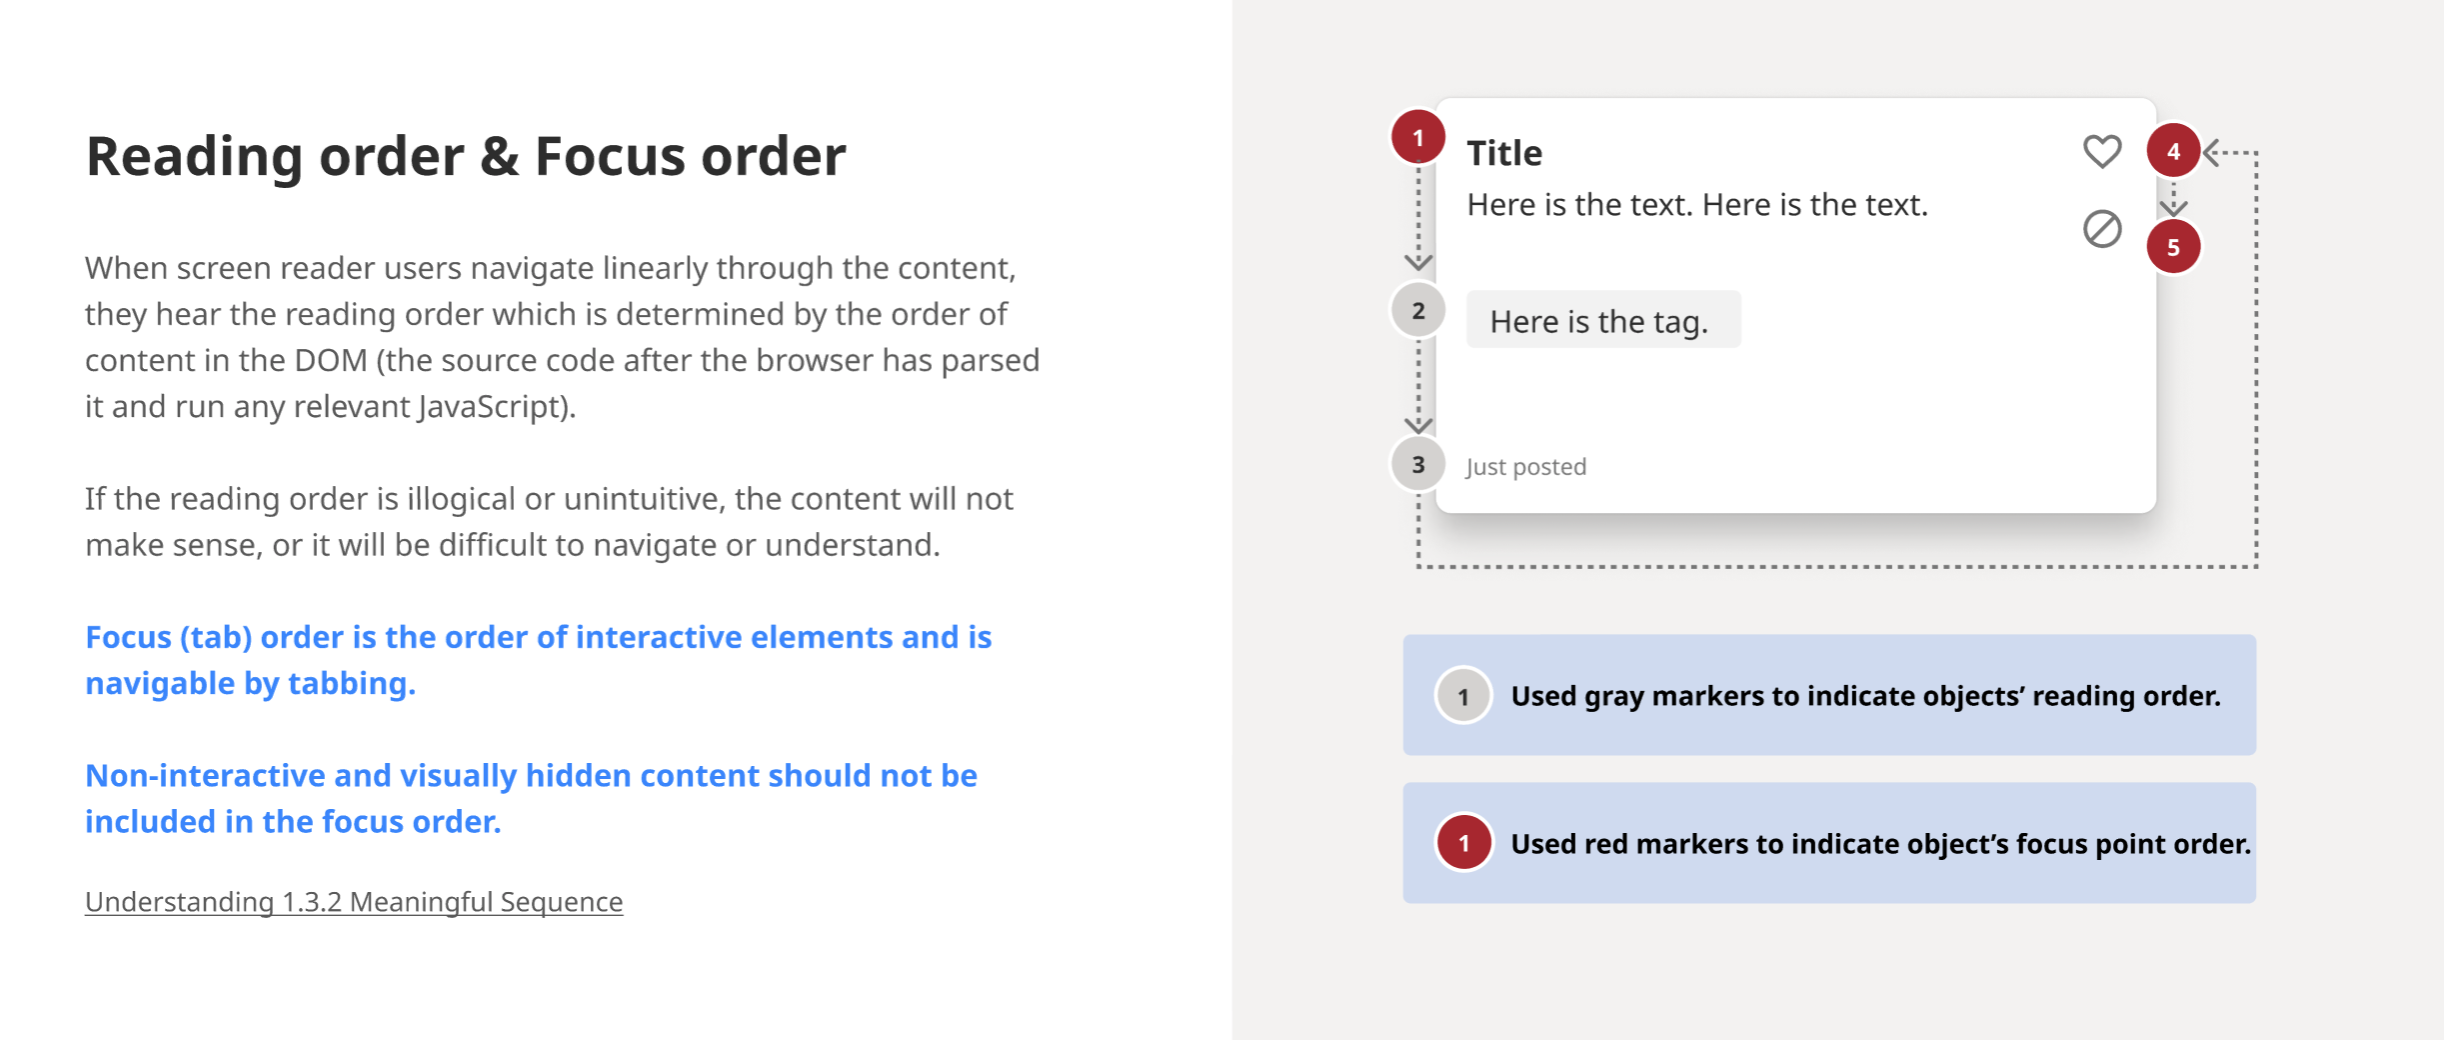 Reading order & Focus order
When screen reader users navigate linearly through the content,
they hear the reading order which is determined by the order of
content in the DOM (the source code after the browser has parsed
it and run any relevant JavaScript).
If the reading order is illogical or unintuitive, the content will not
make sense, or it will be difficult to navigate or understand.
Focus (tab) order is the order of interactive elements and is
navigable by tabbing.
Non-interactive and visually hidden content should not be
included in the focus order.
Understanding 1.3.2 Meaningful Sequence
1
Title
4
Here is the text. Here is the text.
5
2
Here is the tag.
3
Just posted
1
Used gray markers to indicate objects’ reading order.
1
Used red markers to indicate object’s focus point order.